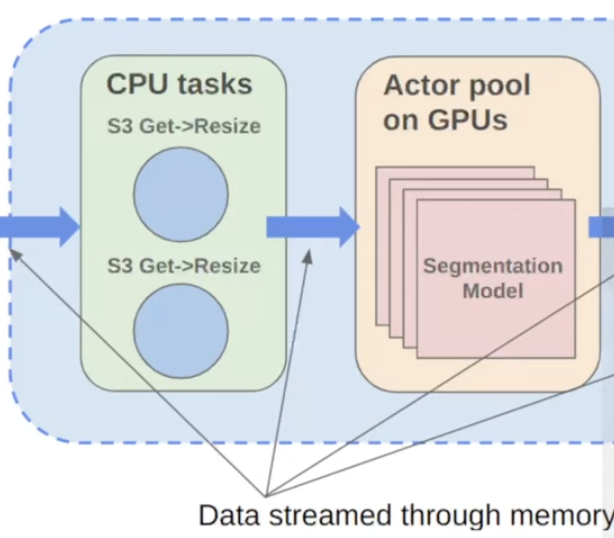 CPU tasks
S3 Get->Resize
S3 Get->Resize
Actor pool
on GPUs
Segmentation
Model
Data streamed through memory